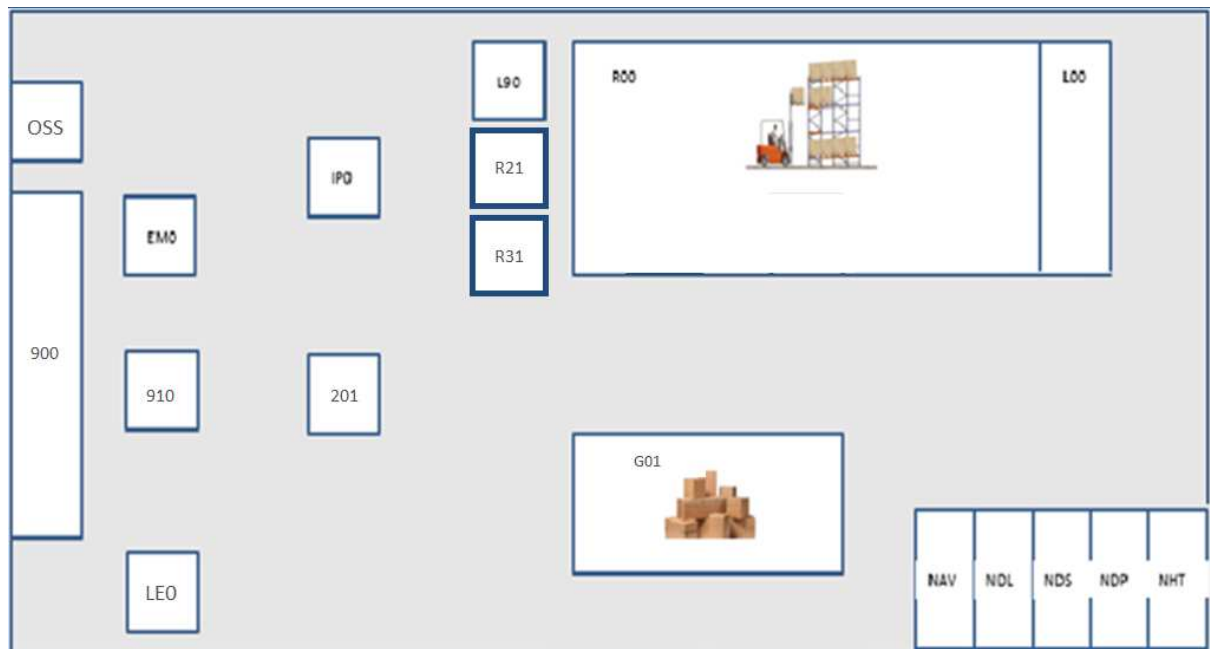 L90
R00
L00
OSS
R21
IP0
EM0
R31
900
910
201
G01
LE0
NAV
NDL
NDS
NDP
NHT